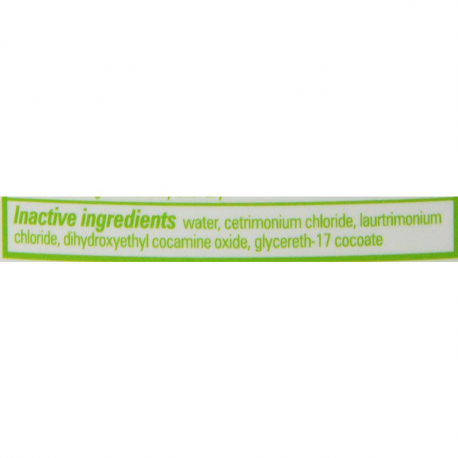 Inactive ingredients water, cetrimonium chloride, laurtrimonium
chloride, dihydroxyethyl cocamine oxide, glycereth-17 cocoate